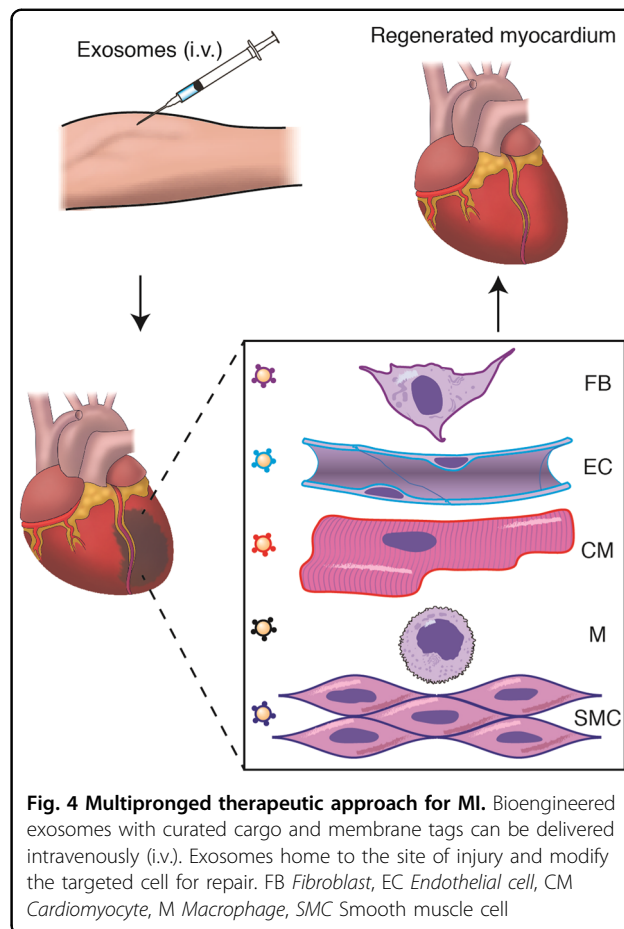 Exosomes (i.v.)
Regenerated myocardium
FB
EC
CM
M
SMC
Fig. 4 Multipronged therapeutic approach for MI. Bioengineered
exosomes with curated cargo and membrane tags can be delivered
intravenously (i.v.). Exosomes home to the site of injury and modify
the targeted cell for repair. FB Fibroblast, EC Endothelial cell, CM
Cardiomyocyte, M Macrophage, SMC Smooth muscle cell